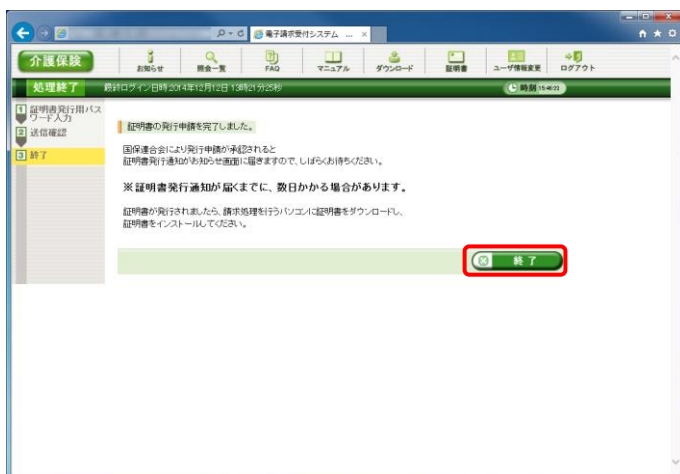 電子請求受付システム ...
介護保険
お知らせ
照会一覧
FAQ
マニュアル
ダウンロード
証明書
ユーザ情報変更
ログアウト
処理終了
最終ログイン日時:2014年12月12日 13時21分25秒
時刻
1 証明書発行用パス
ワード入力
2 送信確認
3 終了
証明書の発行申請を完了しました。
国保連合会により発行申請が承認されると
証明書発行通知がお知らせ画面に届きますので、しばらくお待ちください。
※証明書発行通知が届くまでに、数日かかる場合があります。
証明書が発行されましたら、請求処理を行うパソコンに証明書をダウンロードし、
証明書をインストールしてください。
終了